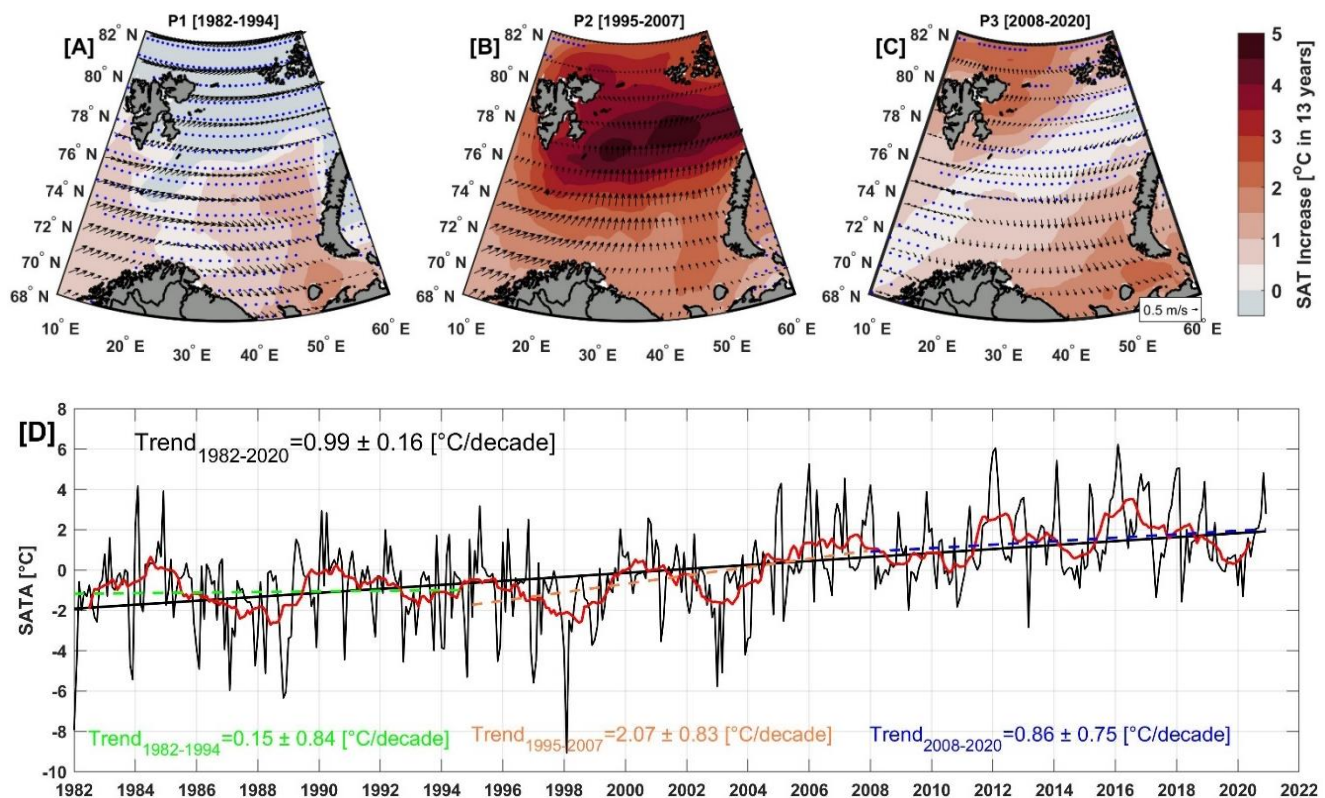 P1 [1982-1994]
P2 [1995-2007]
P3 [2008-2020]
[A]
[B]
[C]
82° N
80° N
78° N
76° N
74° N
72° N
70° N
68° N
10° E
20° E
30° E
40° E
50° E
60° E
82° N
80° N
78° N
76° N
74° N
72° N
70° N
68° N
10° E
20° E
30° E
40° E
50° E
60° E
82° N
80° N
78° N
76° N
74° N
72° N
70° N
68° N
10° E
20° E
30° E
40° E
50° E
60° E
0.5 m/s
5
4
3
2
1
0
SAT Increase [°C in 13 years]
[D]
Trend1982-2020=0.99 ± 0.16 [°C/decade]
SATA [°C]
8
6
4
2
0
-2
-4
-6
-8
-10
Trend1982-1994=0.15 ± 0.84 [°C/decade]
Trend1995-2007=2.07 ± 0.83 [°C/decade]
Trend2008-2020=0.86 ± 0.75 [°C/decade]
1982 1984 1986 1988 1990 1992 1994 1996 1998 2000 2002 2004 2006 2008 2010 2012 2014 2016 2018 2020 2022